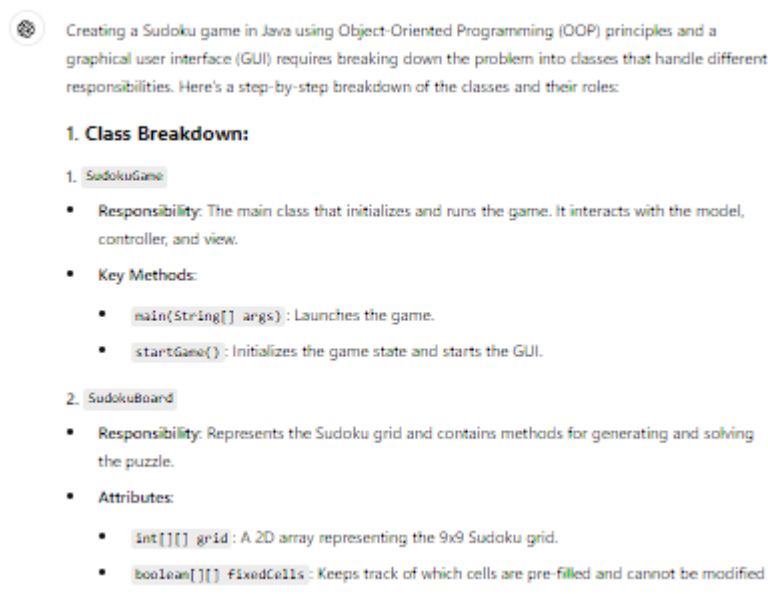 Creating a Sudoku game in Java using Object-Oriented Programming (OOP) principles and a
graphical user interface (GUI) requires breaking down the problem into classes that handle different
responsibilities. Here's a step-by-step breakdown of the classes and their roles:
1. Class Breakdown:
1. SudokuGame
• Responsibility: The main class that initializes and runs the game. It interacts with the model,
controller, and view.
• Key Methods:
• main(String[] args): Launches the game.
• startGame(): Initializes the game state and starts the GUI.
2. SudokuBoard
• Responsibility: Represents the Sudoku grid and contains methods for generating and solving
the puzzle.
• Attributes:
• int[][] grid: A 2D array representing the 9x9 Sudoku grid.
• boolean[][] fixedCells: Keeps track of which cells are pre-filled and cannot be modified